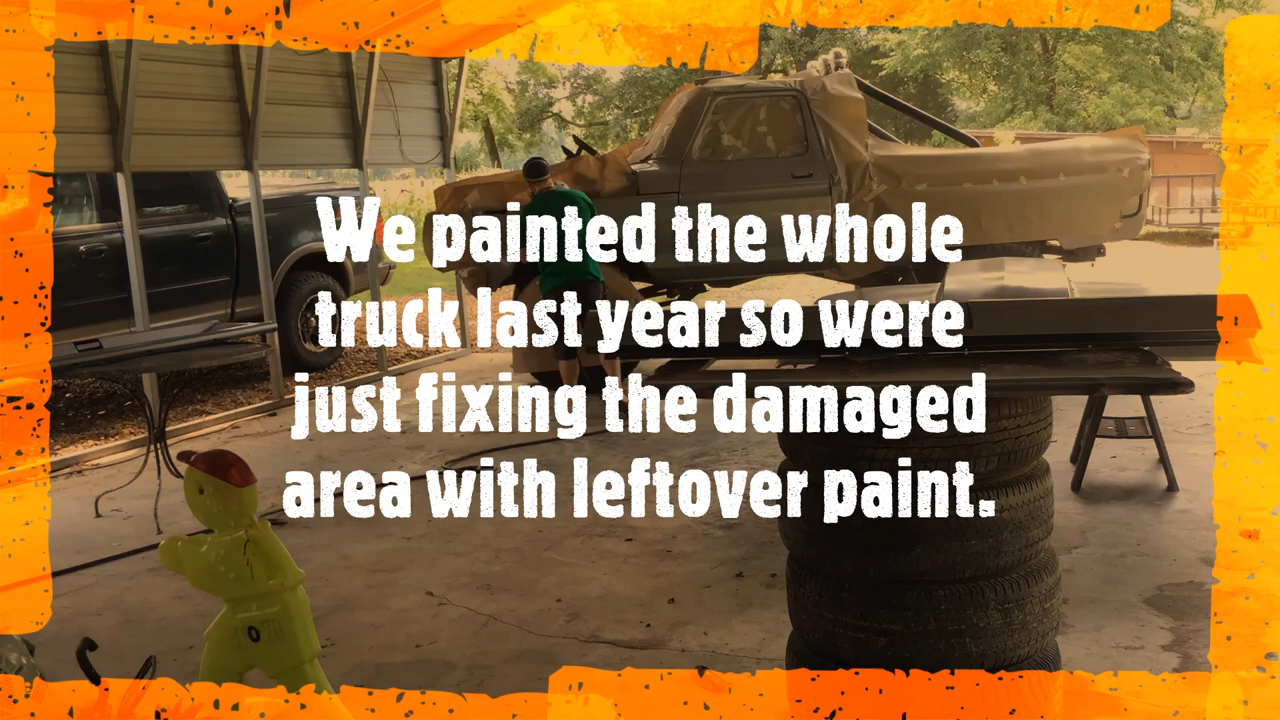 We painted the whole
truck last year so were
just fixing the damaged
area with leftover paint.